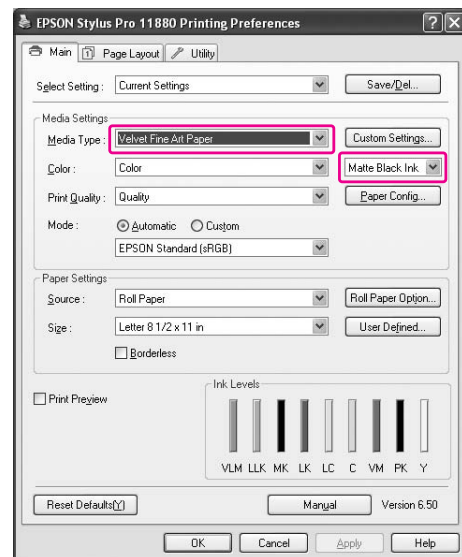 EPSON Stylus Pro 11880 Printing Preferences
Main Page Layout Utility
Select Setting : Current Settings Save/Del...
Media Settings
Media Type : Velvet Fine Art Paper Custom Settings...
Color : Color Matte Black Ink
Print Quality : Quality Paper Config...
Mode : Automatic Custom
EPSON Standard (sRGB)
Paper Settings
Source : Roll Paper Roll Paper Option...
Size : Letter 8 1/2 x 11 in User Defined...
Borderless
Print Preview Ink Levels
VLM LLK MK LK LC C VM PK Y
Reset Defaults(Y) Manual Version 6.50
OK Cancel Apply Help